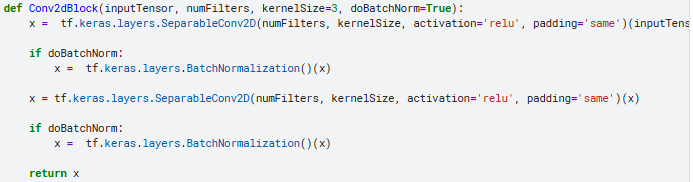 def Conv2dBlock(inputTensor, numFilters, kernelSize=3, doBatchNorm=True):
    x =  tf.keras.layers.SeparableConv2D(numFilters, kernelSize, activation='relu', padding='same')(inputTens
    if doBatchNorm:
        x =  tf.keras.layers.BatchNormalization()(x)
    x = tf.keras.layers.SeparableConv2D(numFilters, kernelSize, activation='relu', padding='same')(x)
    if doBatchNorm:
        x =  tf.keras.layers.BatchNormalization()(x)
    return x